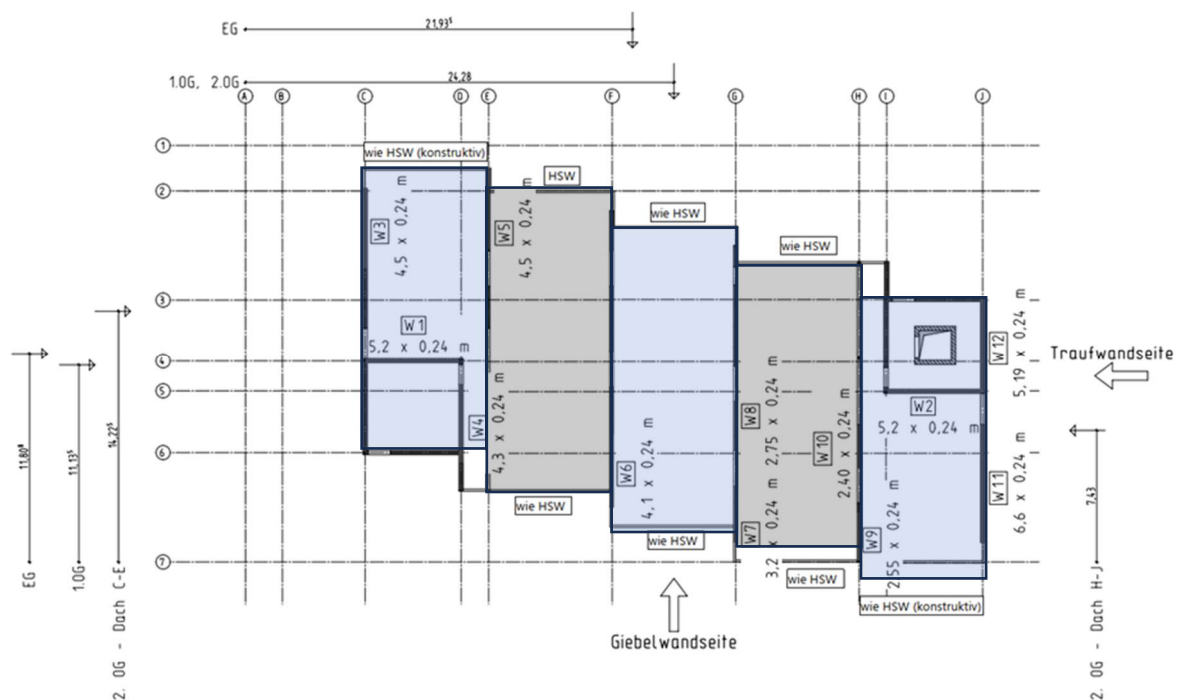 EG
21,93⁵
1.OG, 2.OG
24,28
A
B
C
D
E
F
G
H
I
J
1
2
3
4
5
6
7
wie HSW (konstruktiv)
HSW
wie HSW
wie HSW
W3
4,5 x 0,24 m
W5
4,5 x 0,24 m
W1
5,2 x 0,24 m
W4
4,3 x 0,24 m
W6
4,1 x 0,24 m
W8
2,75 x 0,24 m
W7
3,2 x 0,24 m
W10
2,40 x 0,24 m
W9
2,55 x 0,24 m
W12
5,19 x 0,24 m
W2
5,2 x 0,24 m
W11
6,6 x 0,24 m
wie HSW
wie HSW
wie HSW
wie HSW (konstruktiv)
Traufwandseite
Giebelwandseite
11,80⁸
EG
11,13⁵
1.OG
14,22⁵
2. OG - Dach C-E
7,43
2. OG - Dach H-J